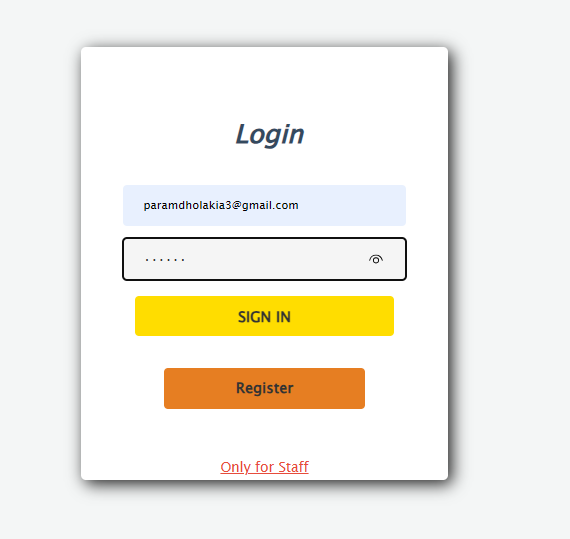 Login
paramdholakia3@gmail.com
······
SIGN IN
Register
Only for Staff